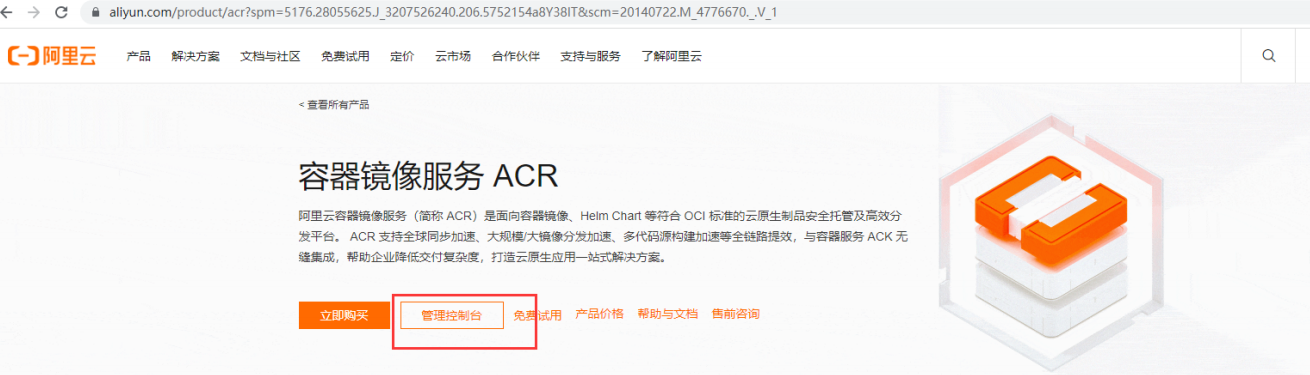 aliyun.com/product/acr?spm=5176.28055625.J_3207526240.206.5752154a8Y38IT&scm=20140722.M_4776670._.V_1
阿里云 产品 解决方案 文档与社区 免费试用 定价 云市场 合作伙伴 支持与服务 了解阿里云
< 查看所有产品
容器镜像服务 ACR
阿里云容器镜像服务（简称 ACR）是面向容器镜像、Helm Chart 等符合 OCI 标准的云原生制品安全托管及高效分
发平台。 ACR 支持全球同步加速、大规模/大镜像分发加速、多代码源构建加速等全链路提效，与容器服务 ACK 无
缝集成，帮助企业降低交付复杂度，打造云原生应用一站式解决方案。
立即购买 管理控制台 免费试用 产品价格 帮助与文档 售前咨询